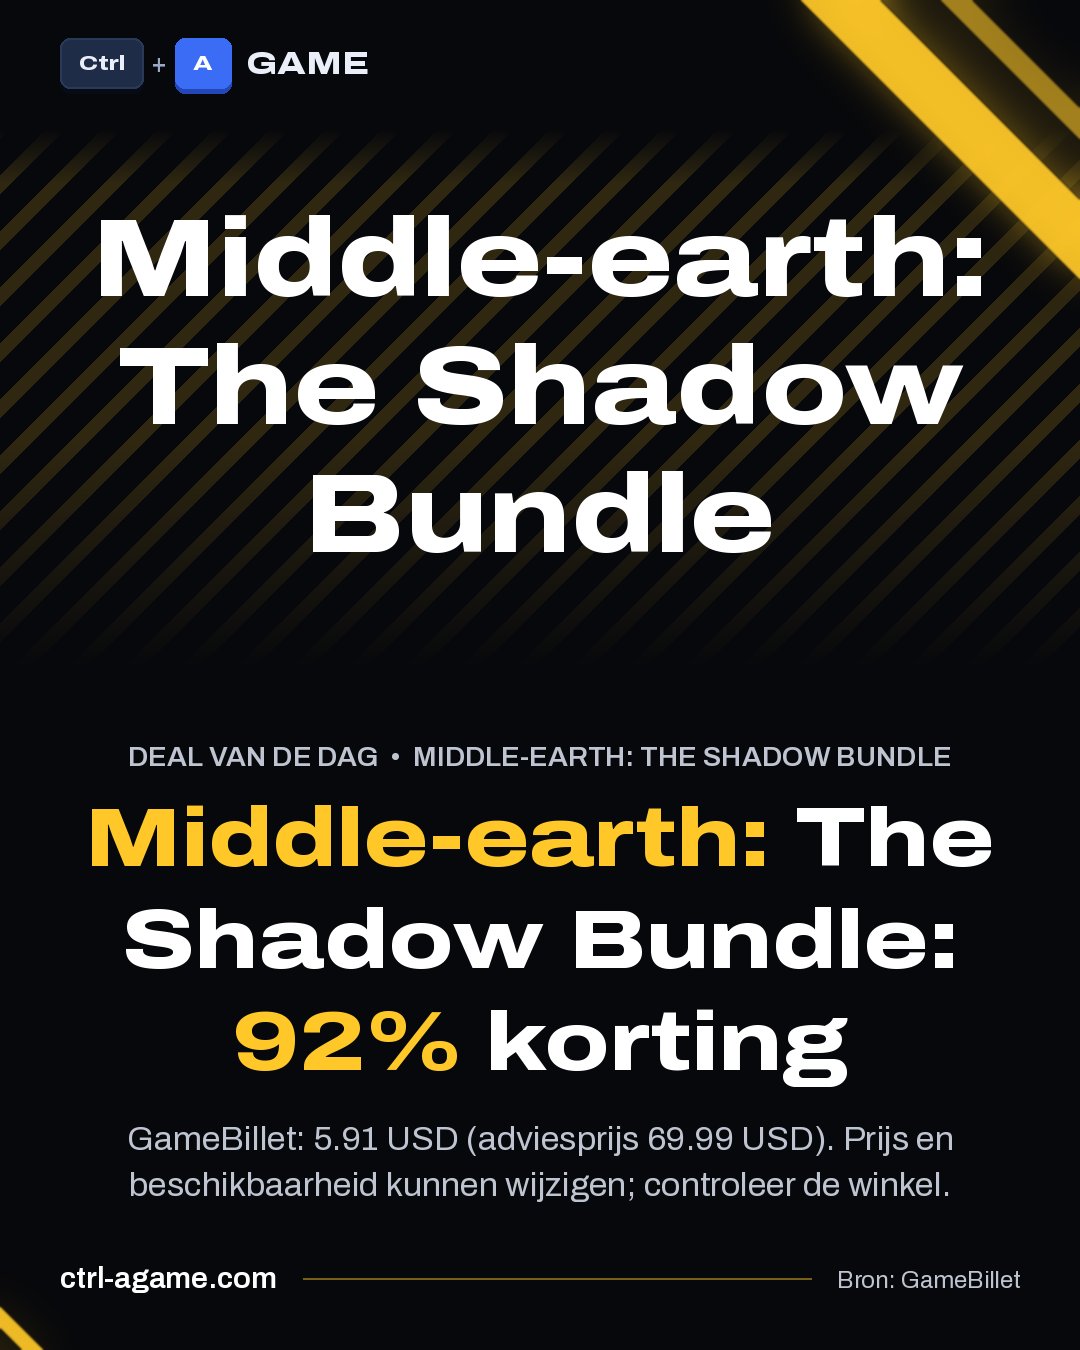 Ctrl + A GAME
Middle-earth:
The Shadow
Bundle
DEAL VAN DE DAG • MIDDLE-EARTH: THE SHADOW BUNDLE
Middle-earth: The
Shadow Bundle:
92% korting
GameBillet: 5.91 USD (adviesprijs 69.99 USD). Prijs en
beschikbaarheid kunnen wijzigen; controleer de winkel.
ctrl-agame.com
Bron: GameBillet